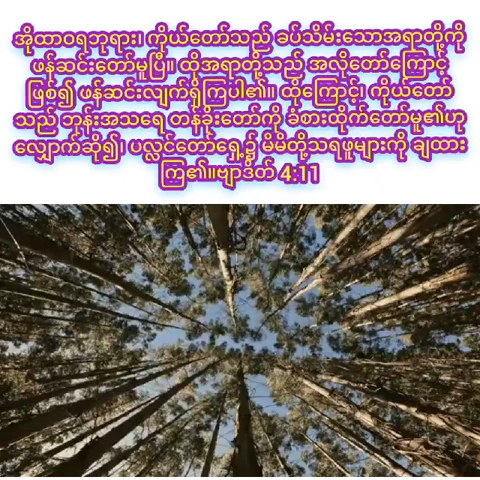 အိုထာဝရဘုရား၊ ကိုယ်တော်သည် ခပ်သိမ်းသောအရာတို့ကို
ဖန်ဆင်းတော်မူပြီ။ ထိုအရာတို့သည် အလိုတော်ကြောင့်
ဖြစ်၍ ဖန်ဆင်းလျက်ရှိကြပါ၏။ ထိုကြောင့်၊ ကိုယ်တော်
သည် ဘုန်းအသရေတန်ခိုးတော်ကို ခံစားထိုက်တော်မူ၏ဟု
လျှောက်ဆို၍၊ ပလ္လင်တော်ရှေ့၌ မိမိတို့သရဖူများကို ချထား
ကြ၏။ဗျာဒိတ် 4:11